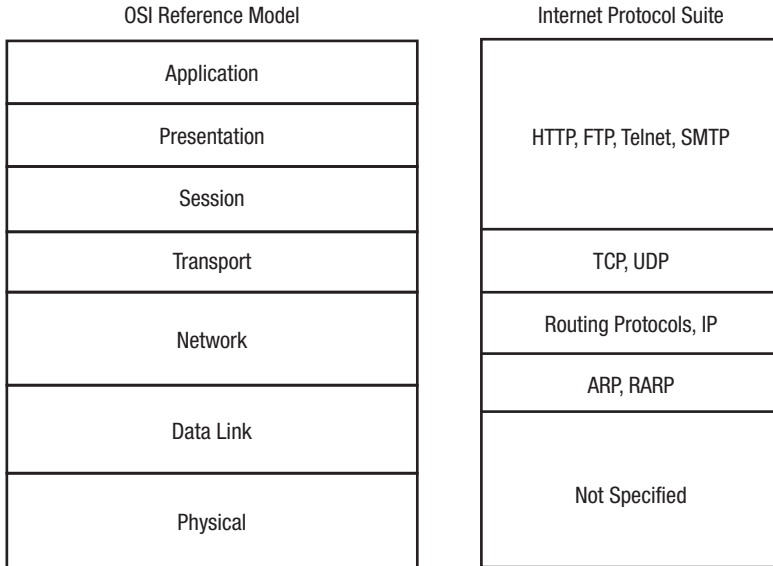 OSI Reference Model
Application
Presentation
Session
Transport
Network
Data Link
Physical
Internet Protocol Suite
HTTP, FTP, Telnet, SMTP
TCP, UDP
Routing Protocols, IP
ARP, RARP
Not Specified